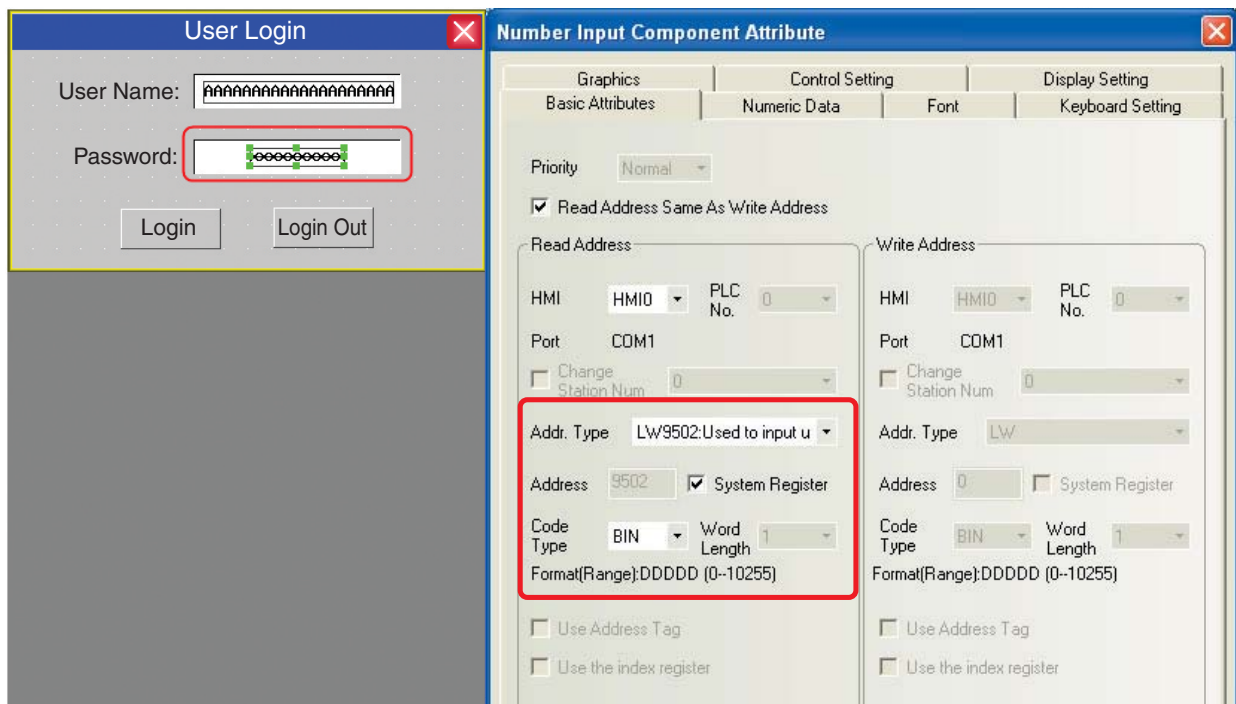 User Login
User Name: AAAAAAAAAAAAAAAAAAAA
Password:
Login Login Out
Number Input Component Attribute
Graphics Control Setting Display Setting
Basic Attributes Numeric Data Font Keyboard Setting
Priority Normal
Read Address Same As Write Address
Read Address
HMI HMI0 PLC No. 0
Port COM1
Change Station Num 0
Addr. Type LW9502:Used to input u
Address 9502 System Register
Code Type BIN Word Length 1
Format(Range):DDDDD (0--10255)
Use Address Tag
Use the index register
Write Address
HMI HMI0 PLC No. 0
Port COM1
Change Station Num 0
Addr. Type LW
Address 0 System Register
Code Type BIN Word Length 1
Format(Range):DDDDD (0--10255)
Use Address Tag
Use the index register